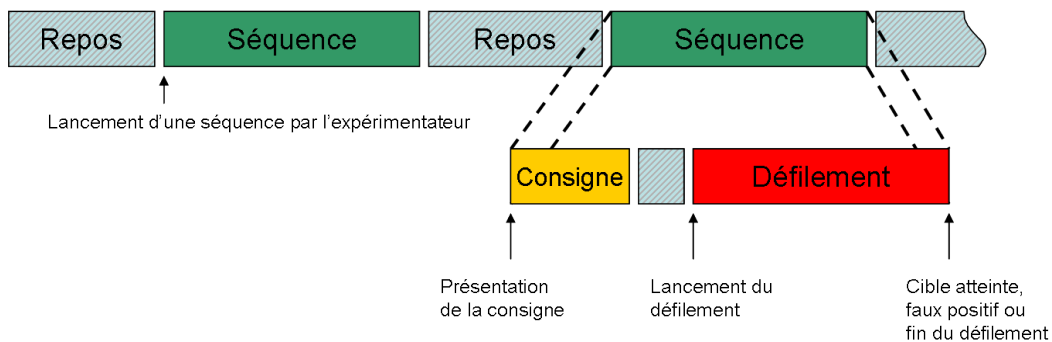 Repos
Séquence
Repos
Séquence
Lancement d’une séquence par l’expérimentateur
Consigne
Défilement
Présentation
de la consigne
Lancement du
défilement
Cible atteinte,
faux positif ou
fin du défilement